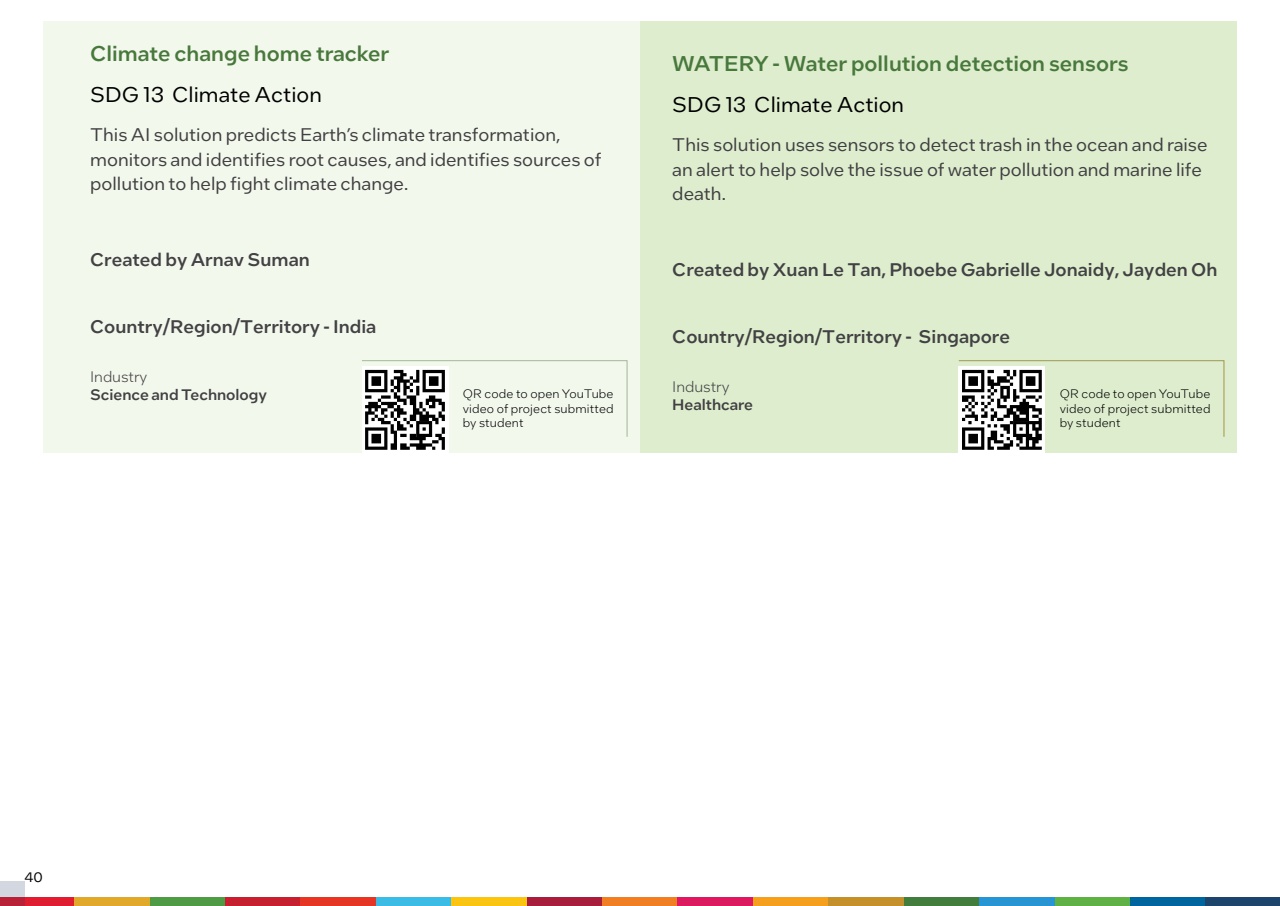 Climate change home tracker
SDG 13 Climate Action
This AI solution predicts Earth’s climate transformation,
monitors and identifies root causes, and identifies sources of
pollution to help fight climate change.
Created by Arnav Suman
Country/Region/Territory - India
Industry
Science and Technology
QR code to open YouTube
video of project submitted
by student
WATERY - Water pollution detection sensors
SDG 13 Climate Action
This solution uses sensors to detect trash in the ocean and raise
an alert to help solve the issue of water pollution and marine life
death.
Created by Xuan Le Tan, Phoebe Gabrielle Jonaidy, Jayden Oh
Country/Region/Territory - Singapore
Industry
Healthcare
QR code to open YouTube
video of project submitted
by student
40